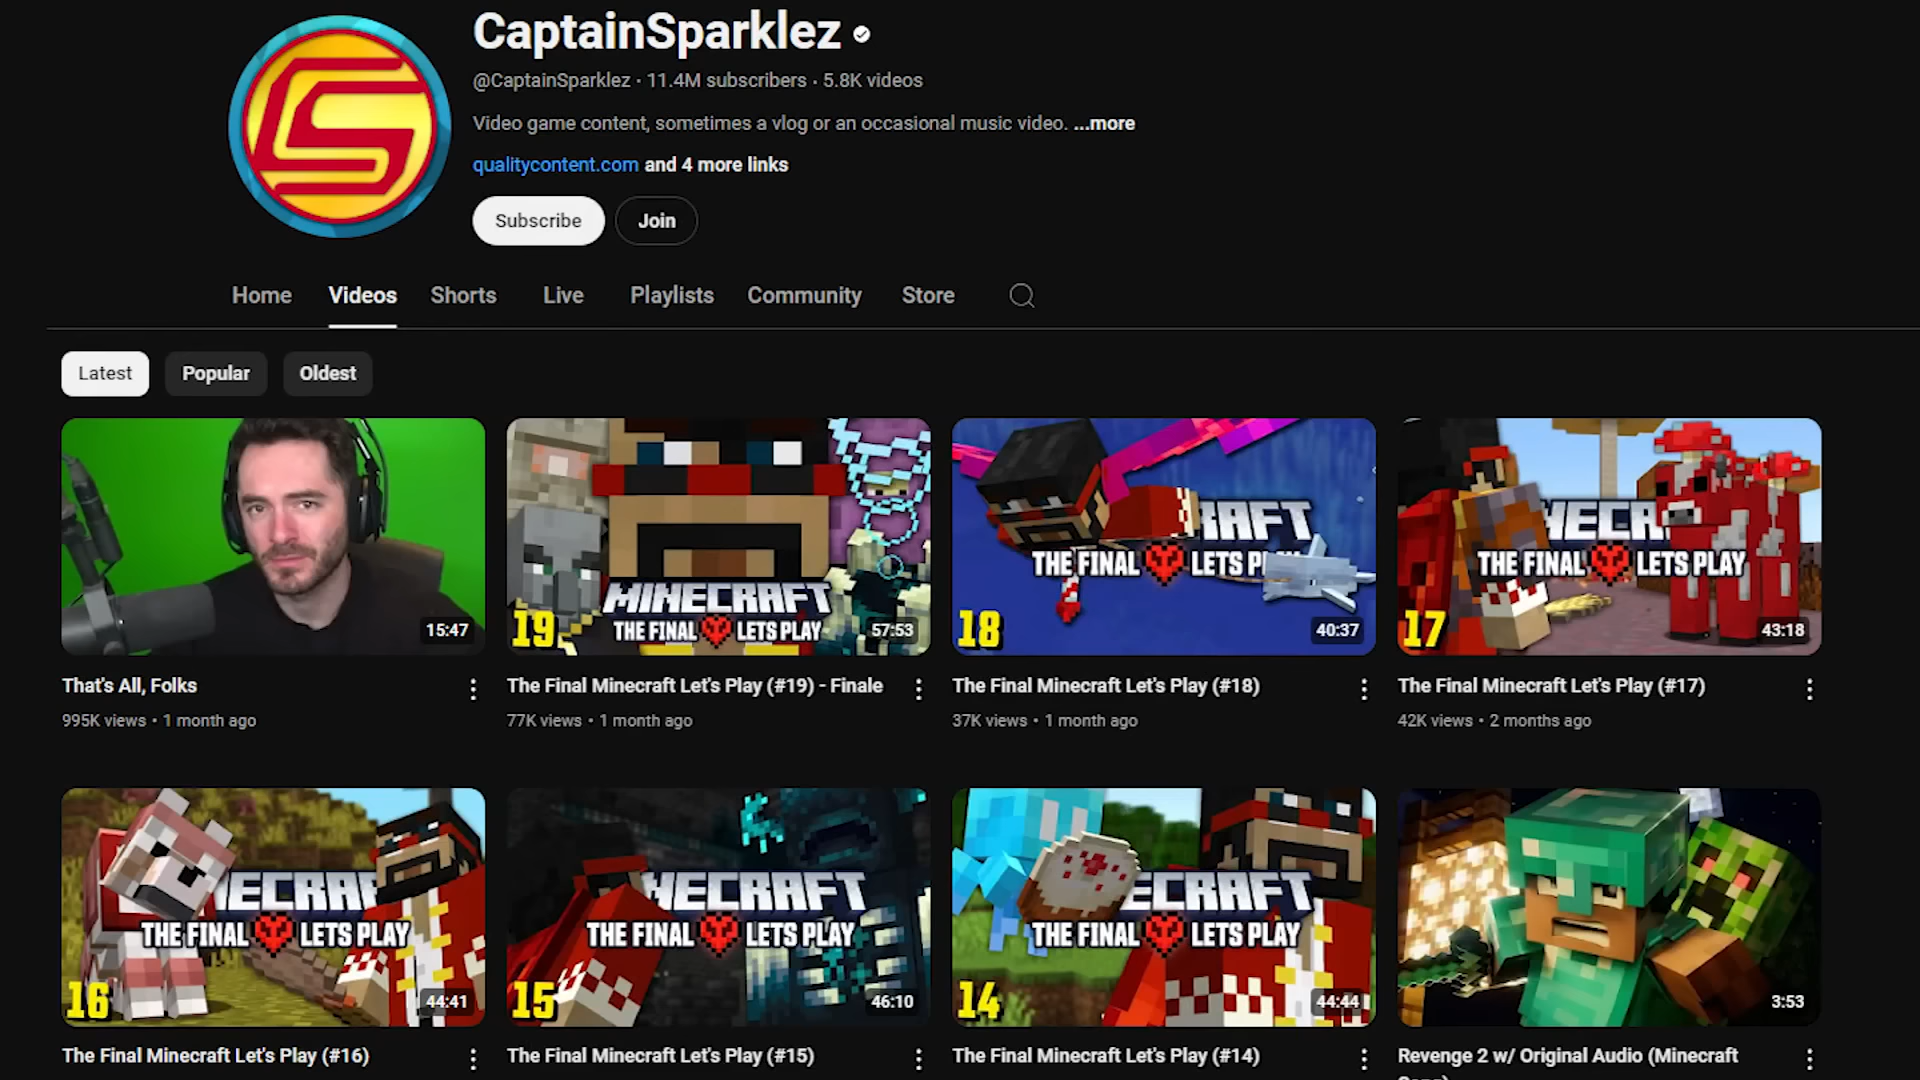 CaptainSparklez
@CaptainSparklez · 11.4M subscribers · 5.8K videos
Video game content, sometimes a vlog or an occasional music video. ...more
qualitycontent.com and 4 more links
Subscribe
Join
Home
Videos
Shorts
Live
Playlists
Community
Store
Latest
Popular
Oldest
15:47
MINECRAFT
THE FINAL LETS PLAY
19
57:53
RAFT
THE FINAL LETS P
18
40:37
NECRA
THE FINAL LETS PLAY
17
43:18
That's All, Folks
995K views • 1 month ago
The Final Minecraft Let's Play (#19) - Finale
77K views • 1 month ago
The Final Minecraft Let's Play (#18)
37K views • 1 month ago
The Final Minecraft Let's Play (#17)
42K views • 2 months ago
NECRAF
THE FINAL LETS PLAY
16
44:41
NECRAFT
THE FINAL LETS PLAY
15
46:10
ECRAFT
THE FINAL LETS PLAY
14
44:44
3:53
The Final Minecraft Let's Play (#16)
The Final Minecraft Let's Play (#15)
The Final Minecraft Let's Play (#14)
Revenge 2 w/ Original Audio (Minecraft